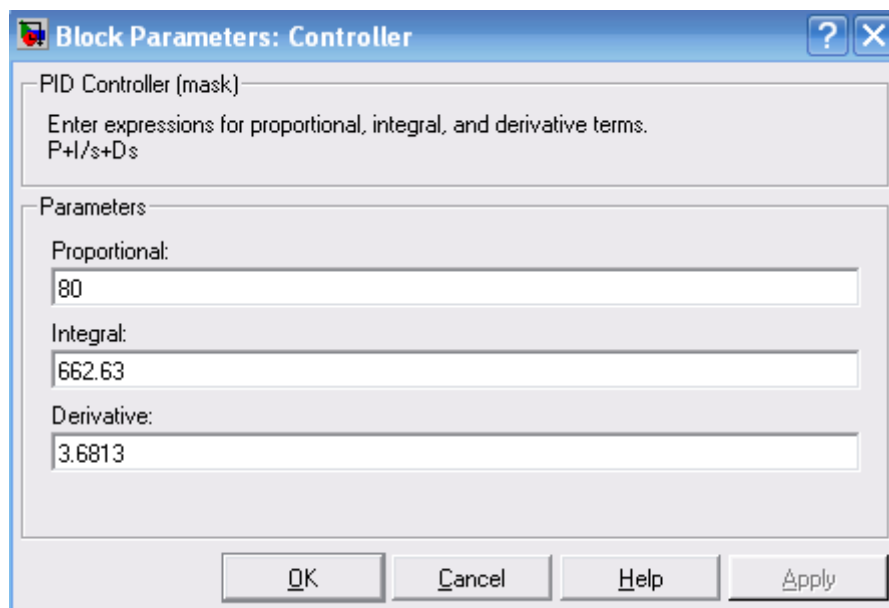 Block Parameters: Controller
?
PID Controller (mask)
Enter expressions for proportional, integral, and derivative terms.
P+I/s+Ds
Parameters
Proportional:
80
Integral:
662.63
Derivative:
3.6813
OK Cancel Help Apply